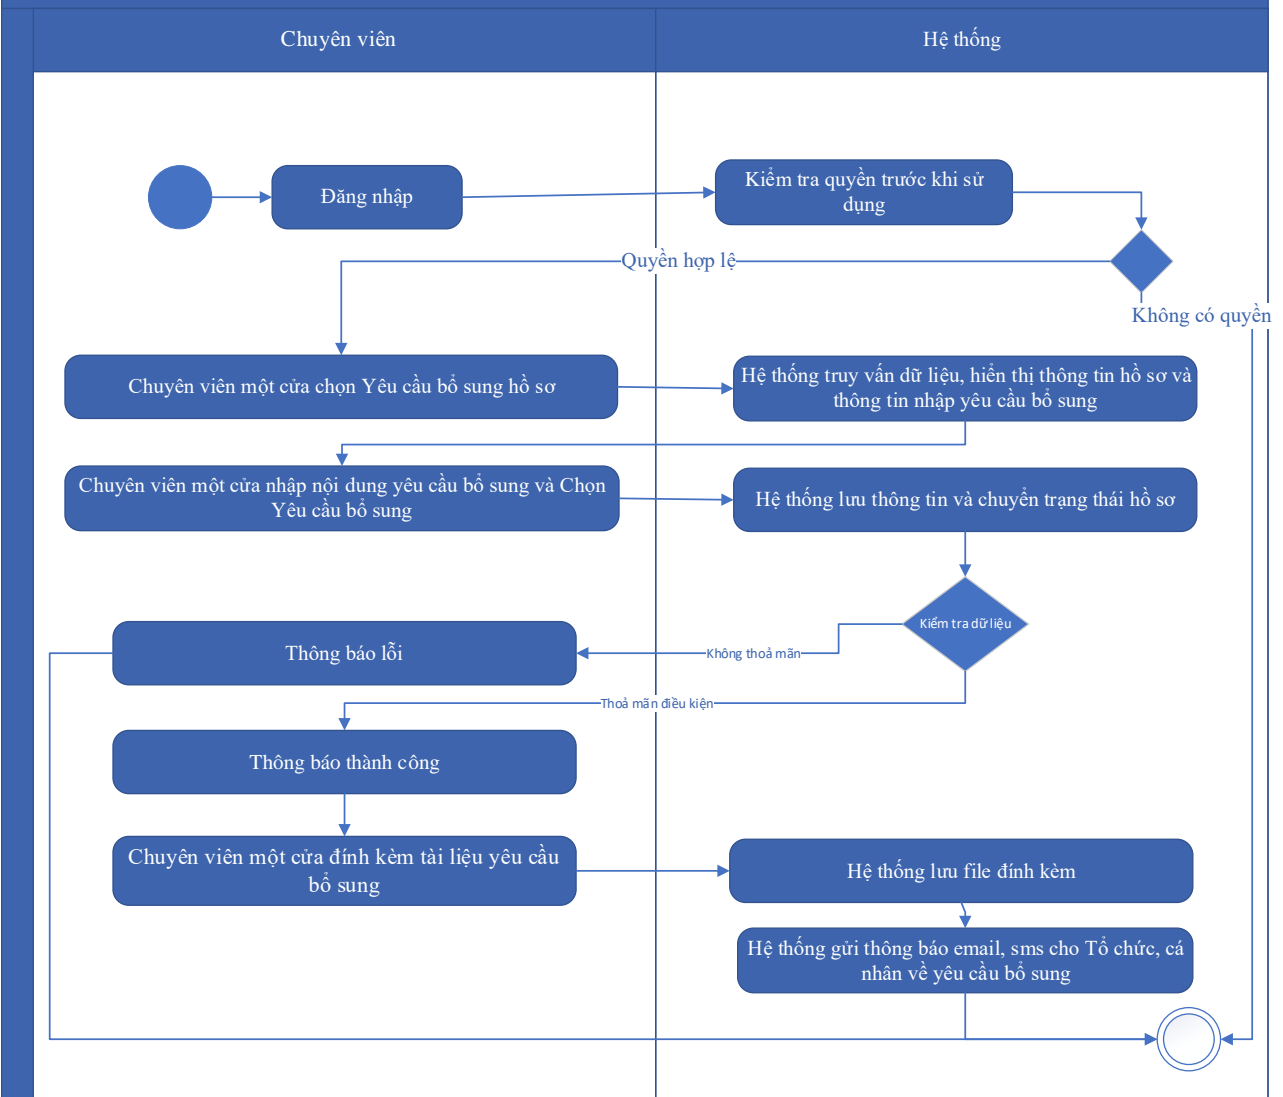 Chuyên viên
Hệ thống
Đăng nhập
Kiểm tra quyền trước khi sử
dụng
Quyền hợp lệ
Không có quyền
Chuyên viên một cửa chọn Yêu cầu bổ sung hồ sơ
Hệ thống truy vấn dữ liệu, hiển thị thông tin hồ sơ và
thông tin nhập yêu cầu bổ sung
Chuyên viên một cửa nhập nội dung yêu cầu bổ sung và Chọn
Yêu cầu bổ sung
Hệ thống lưu thông tin và chuyển trạng thái hồ sơ
Kiểm tra dữ liệu
Thông báo lỗi
Không thoả mãn
Thoả mãn điều kiện
Thông báo thành công
Chuyên viên một cửa đính kèm tài liệu yêu cầu
bổ sung
Hệ thống lưu file đính kèm
Hệ thống gửi thông báo email, sms cho Tổ chức, cá
nhân về yêu cầu bổ sung